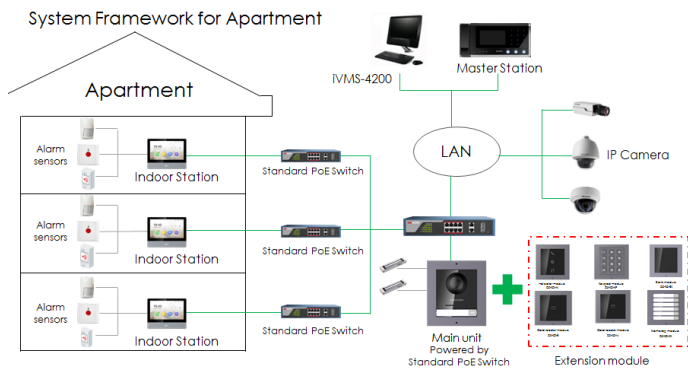 System Framework for Apartment
iVMS-4200
Master Station
Apartment
Alarm
sensors
Indoor Station
Standard PoE Switch
LAN
IP Camera
Alarm
sensors
Indoor Station
Standard PoE Switch
Alarm
sensors
Indoor Station
Standard PoE Switch
Main unit
Powered by
Standard PoE Switch
Extension module